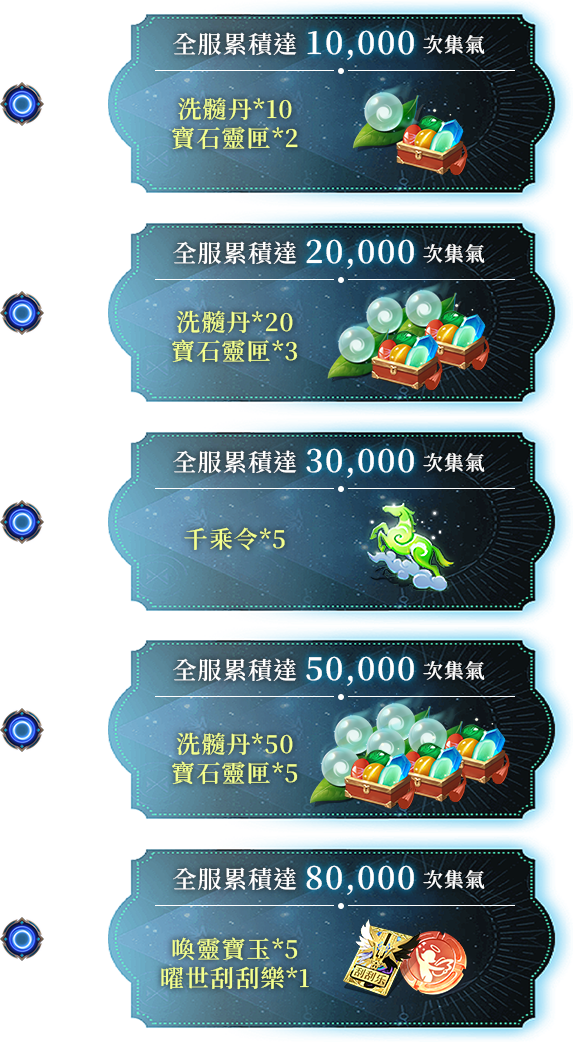 全服累積達 10,000 次集氣
洗髓丹*10
寶石靈匣*2
全服累積達 20,000 次集氣
洗髓丹*20
寶石靈匣*3
全服累積達 30,000 次集氣
千乘令*5
全服累積達 50,000 次集氣
洗髓丹*50
寶石靈匣*5
全服累積達 80,000 次集氣
喚靈寶玉*5
曜世刮刮樂*1
刮刮乐